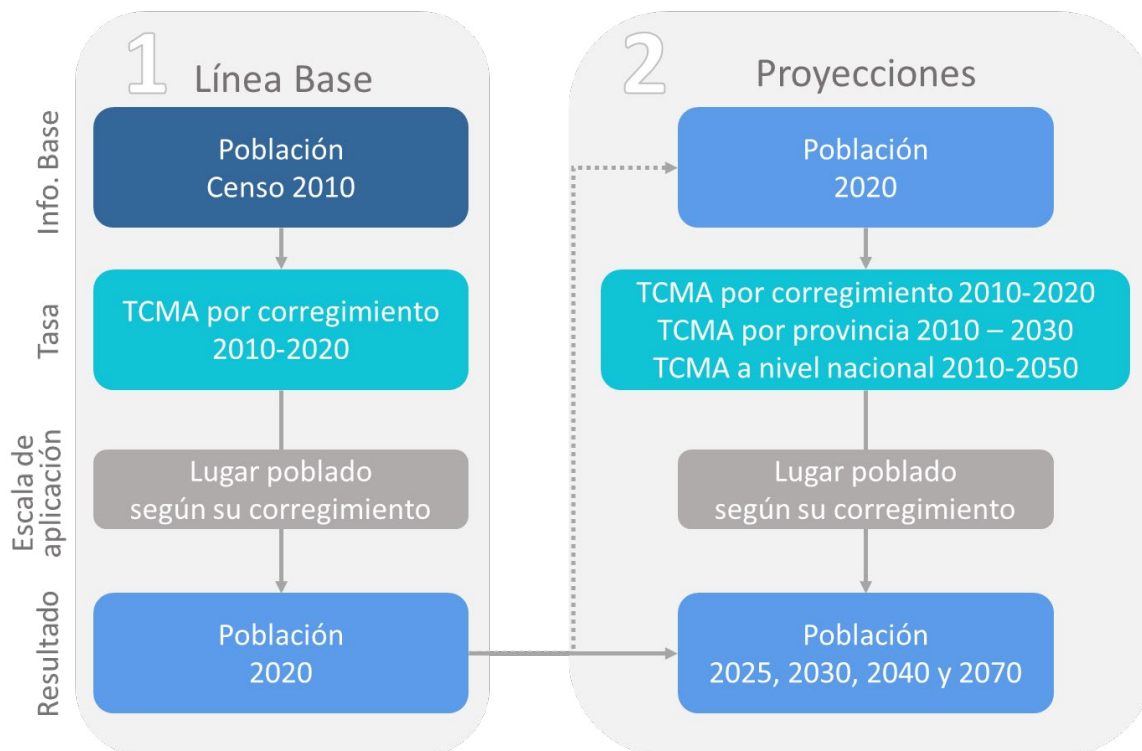 1
Línea Base
Info. Base
Población
Censo 2010
Tasa
TCMA por corregimiento
2010-2020
Escala de
aplicación
Lugar poblado
según su corregimiento
Resultado
Población
2020
2
Proyecciones
Población
2020
TCMA por corregimiento 2010-2020
TCMA por provincia 2010 – 2030
TCMA a nivel nacional 2010-2050
Lugar poblado
según su corregimiento
Población
2025, 2030, 2040 y 2070